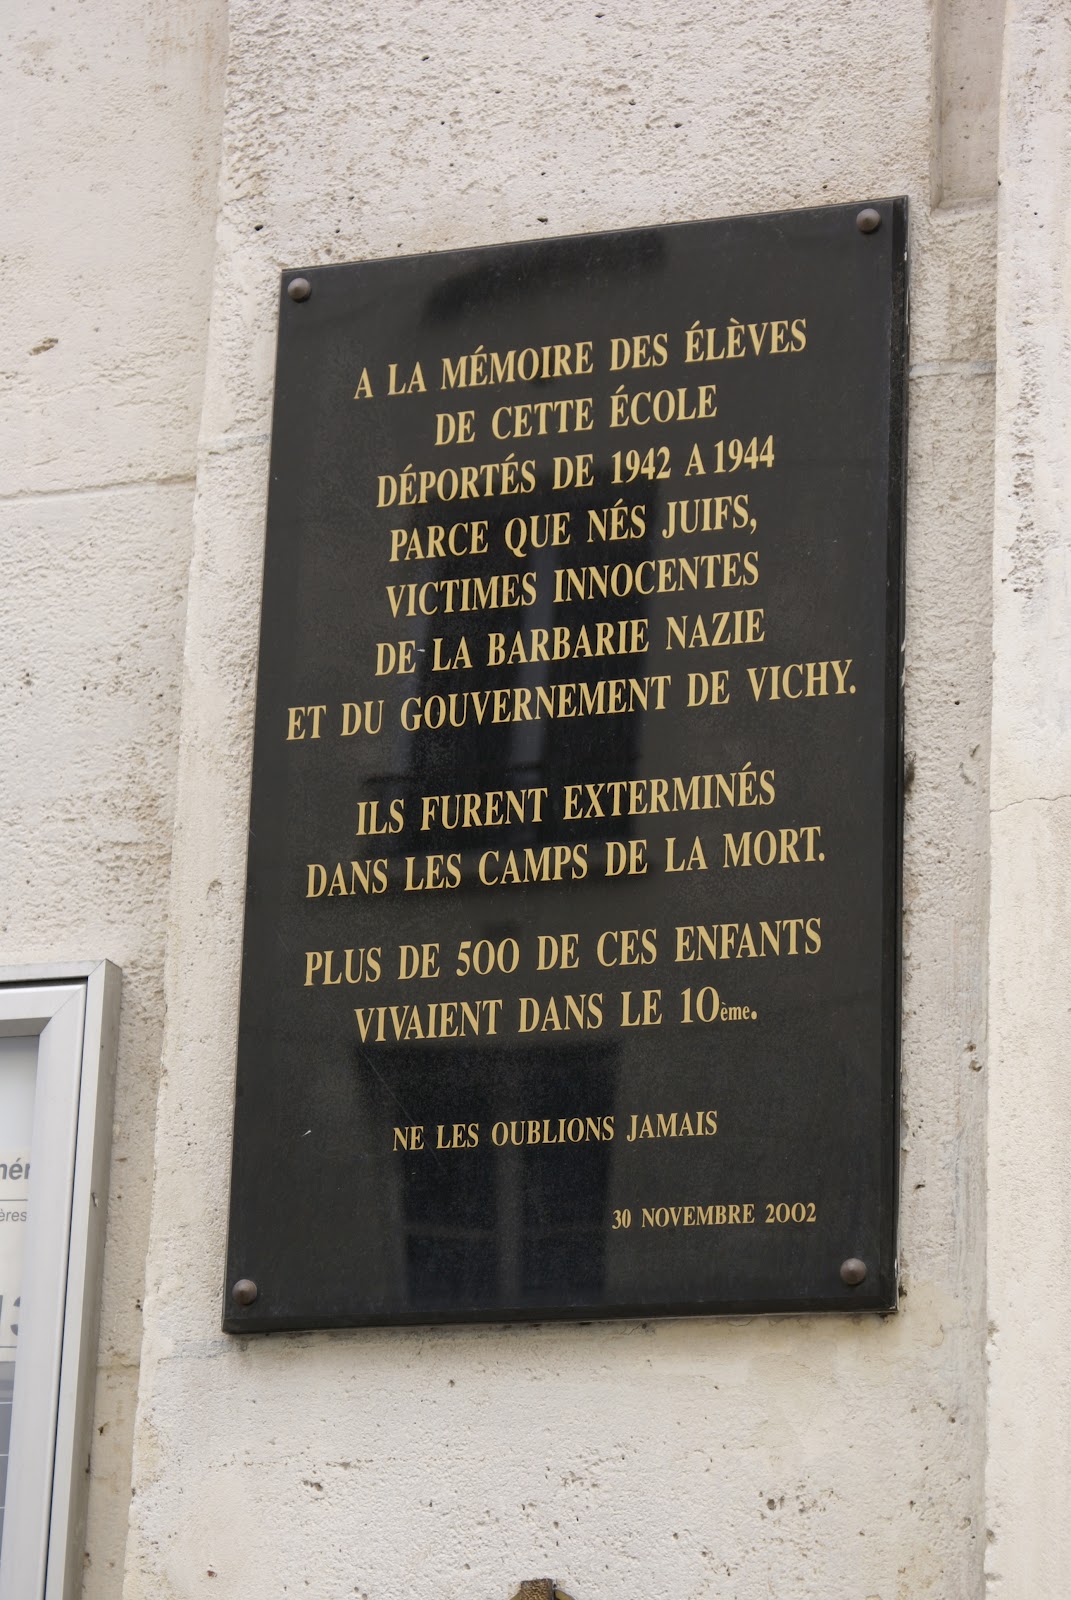 A LA MÉMOIRE DES ÉLÈVES
DE CETTE ÉCOLE
DÉPORTÉS DE 1942 A 1944
PARCE QUE NÉS JUIFS,
VICTIMES INNOCENTES
DE LA BARBARIE NAZIE
ET DU GOUVERNEMENT DE VICHY.
ILS FURENT EXTERMINÉS
DANS LES CAMPS DE LA MORT.
PLUS DE 500 DE CES ENFANTS
VIVAIENT DANS LE 10ème.
NE LES OUBLIONS JAMAIS
30 NOVEMBRE 2002